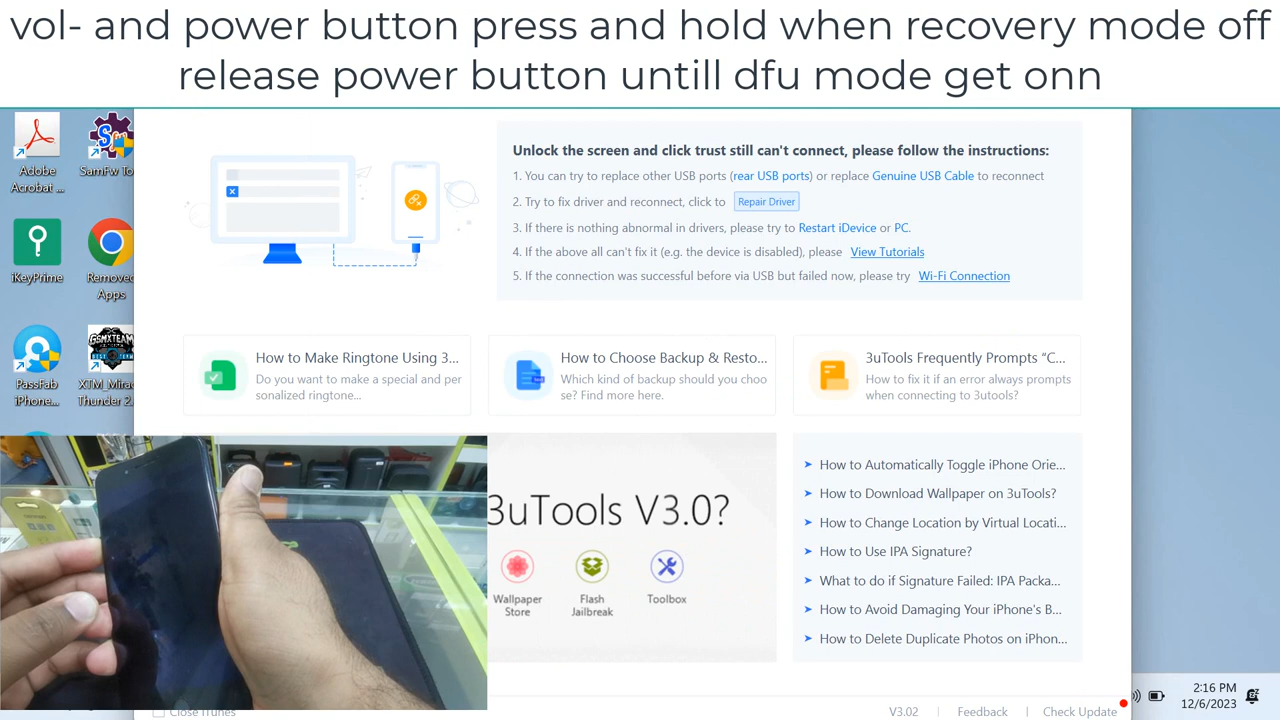 vol- and power button press and hold when recovery mode off
release power button untill dfu mode get onn
Adobe
Acrobat ...
SamFw To
iKeyPrime
Remove
Apps
PassFab
iPhone...
XTM_Mirac
Thunder 2.
Unlock the screen and click trust still can't connect, please follow the instructions:
1. You can try to replace other USB ports (rear USB ports) or replace Genuine USB Cable to reconnect
2. Try to fix driver and reconnect, click to Repair Driver
3. If there is nothing abnormal in drivers, please try to Restart iDevice or PC.
4. If the above all can't fix it (e.g. the device is disabled), please View Tutorials
5. If the connection was successful before via USB but failed now, please try Wi-Fi Connection
How to Make Ringtone Using 3...
Do you want to make a special and per
sonalized ringtone...
How to Choose Backup & Resto...
Which kind of backup should you choo
se? Find more here.
3uTools Frequently Prompts “C...
How to fix it if an error always prompts
when connecting to 3utools?
3uTools V3.0?
Wallpaper
Store
Flash
Jailbreak
Toolbox
How to Automatically Toggle iPhone Orie...
How to Download Wallpaper on 3uTools?
How to Change Location by Virtual Locati...
How to Use IPA Signature?
What to do if Signature Failed: IPA Packa...
How to Avoid Damaging Your iPhone's B...
How to Delete Duplicate Photos on iPhon...
Close iTunes
V3.02
Feedback
Check Update
2:16 PM
12/6/2023